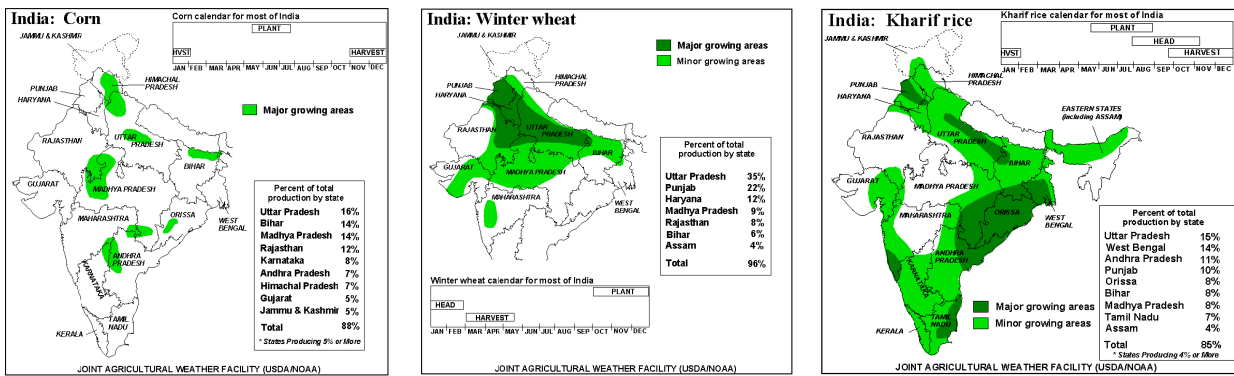 India: Corn
Corn calendar for most of India
PLANT
HVST
HARVEST
JAN FEB MAR APR MAY JUN JUL AUG SEP OCT NOV DEC
JAMMU & KASHMIR
HIMACHAL
PRADESH
PUNJAB
HARYANA
Major growing areas
RAJASTHAN
UTTAR
PRADESH
BIHAR
GUJARAT
MADHYA PRADESH
MAHARASHTRA
ORISSA
WEST
BENGAL
ANDHRA
PRADESH
KARNATAKA
TAMIL
NADU
KERALA
Percent of total
production by state
Uttar Pradesh 16%
Bihar 14%
Madhya Pradesh 14%
Rajasthan 12%
Karnataka 8%
Andhra Pradesh 7%
Himachal Pradesh 7%
Gujarat 5%
Jammu & Kashmir 5%
Total 88%
* States Producing 5% or More
JOINT AGRICULTURAL WEATHER FACILITY (USDA/NOAA)
India: Winter wheat
JAMMU & KASHMIR
Major growing areas
Minor growing areas
HIMACHAL
PRADESH
PUNJAB
HARYANA
RAJASTHAN
UTTAR
PRADESH
BIHAR
GUJARAT
MADHYA PRADESH
MAHARASHTRA
WEST
BENGAL
Percent of total
production by state
Uttar Pradesh 35%
Punjab 22%
Haryana 12%
Madhya Pradesh 9%
Rajasthan 8%
Bihar 6%
Assam 4%
Total 96%
Winter wheat calendar for most of India
PLANT
HEAD
HARVEST
JAN FEB MAR APR MAY JUN JUL AUG SEP OCT NOV DEC
JOINT AGRICULTURAL WEATHER FACILITY (USDA/NOAA)
India: Kharif rice
Kharif rice calendar for most of India
PLANT
HEAD
HVST
HARVEST
JAN FEB MAR APR MAY JUN JUL AUG SEP OCT NOV DEC
JAMMU & KASHMIR
HIMACHAL
PRADESH
PUNJAB
HARYANA
EASTERN STATES
(including ASSAM)
RAJASTHAN
UTTAR
PRADESH
BIHAR
GUJARAT
MADHYA PRADESH
MAHARASHTRA
ORISSA
WEST
BENGAL
ANDHRA
PRADESH
KARNATAKA
TAMIL
NADU
KERALA
Major growing areas
Minor growing areas
Percent of total
production by state
Uttar Pradesh 15%
West Bengal 14%
Andhra Pradesh 11%
Punjab 10%
Orissa 8%
Bihar 8%
Madhya Pradesh 8%
Tamil Nadu 7%
Assam 4%
Total 85%
* States Producing 4% or More
JOINT AGRICULTURAL WEATHER FACILITY (USDA/NOAA)